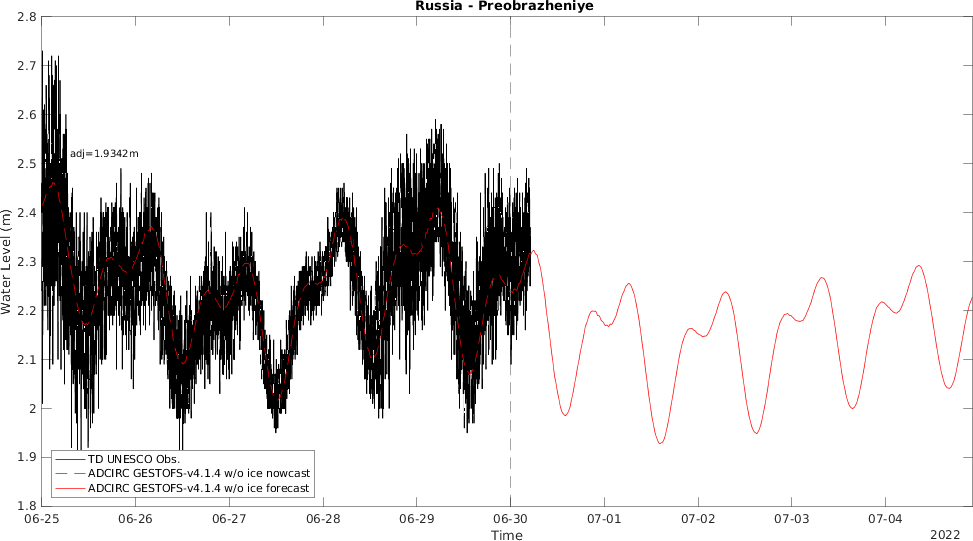 Russia - Preobrazheniye
2.8
2.7
2.6
2.5
2.4
2.3
2.2
2.1
2
1.9
1.8
Water Level (m)
adj=1.9342m
TD UNESCO Obs.
ADCIRC GESTOFS-v4.1.4 w/o ice nowcast
ADCIRC GESTOFS-v4.1.4 w/o ice forecast
06-25 06-26 06-27 06-28 06-29 06-30 07-01 07-02 07-03 07-04
Time
2022